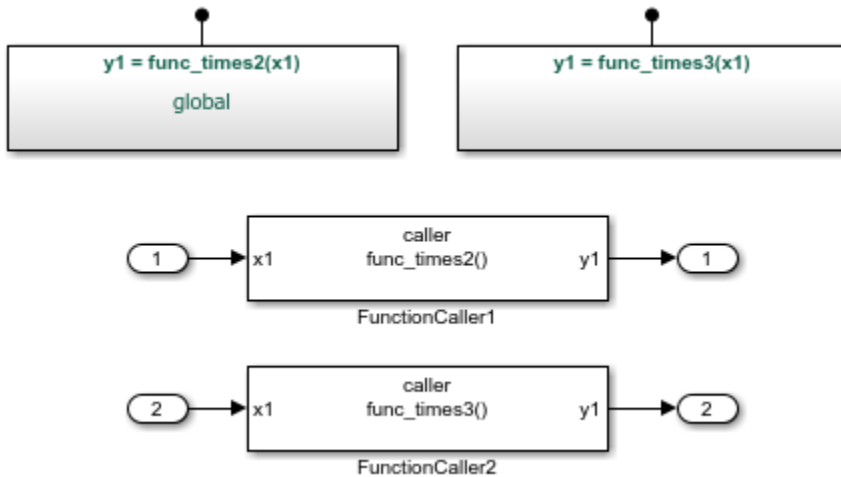 y1 = func_times2(x1)
global
y1 = func_times3(x1)
caller
1
x1
func_times2()
y1
1
FunctionCaller1
caller
2
x1
func_times3()
y1
2
FunctionCaller2